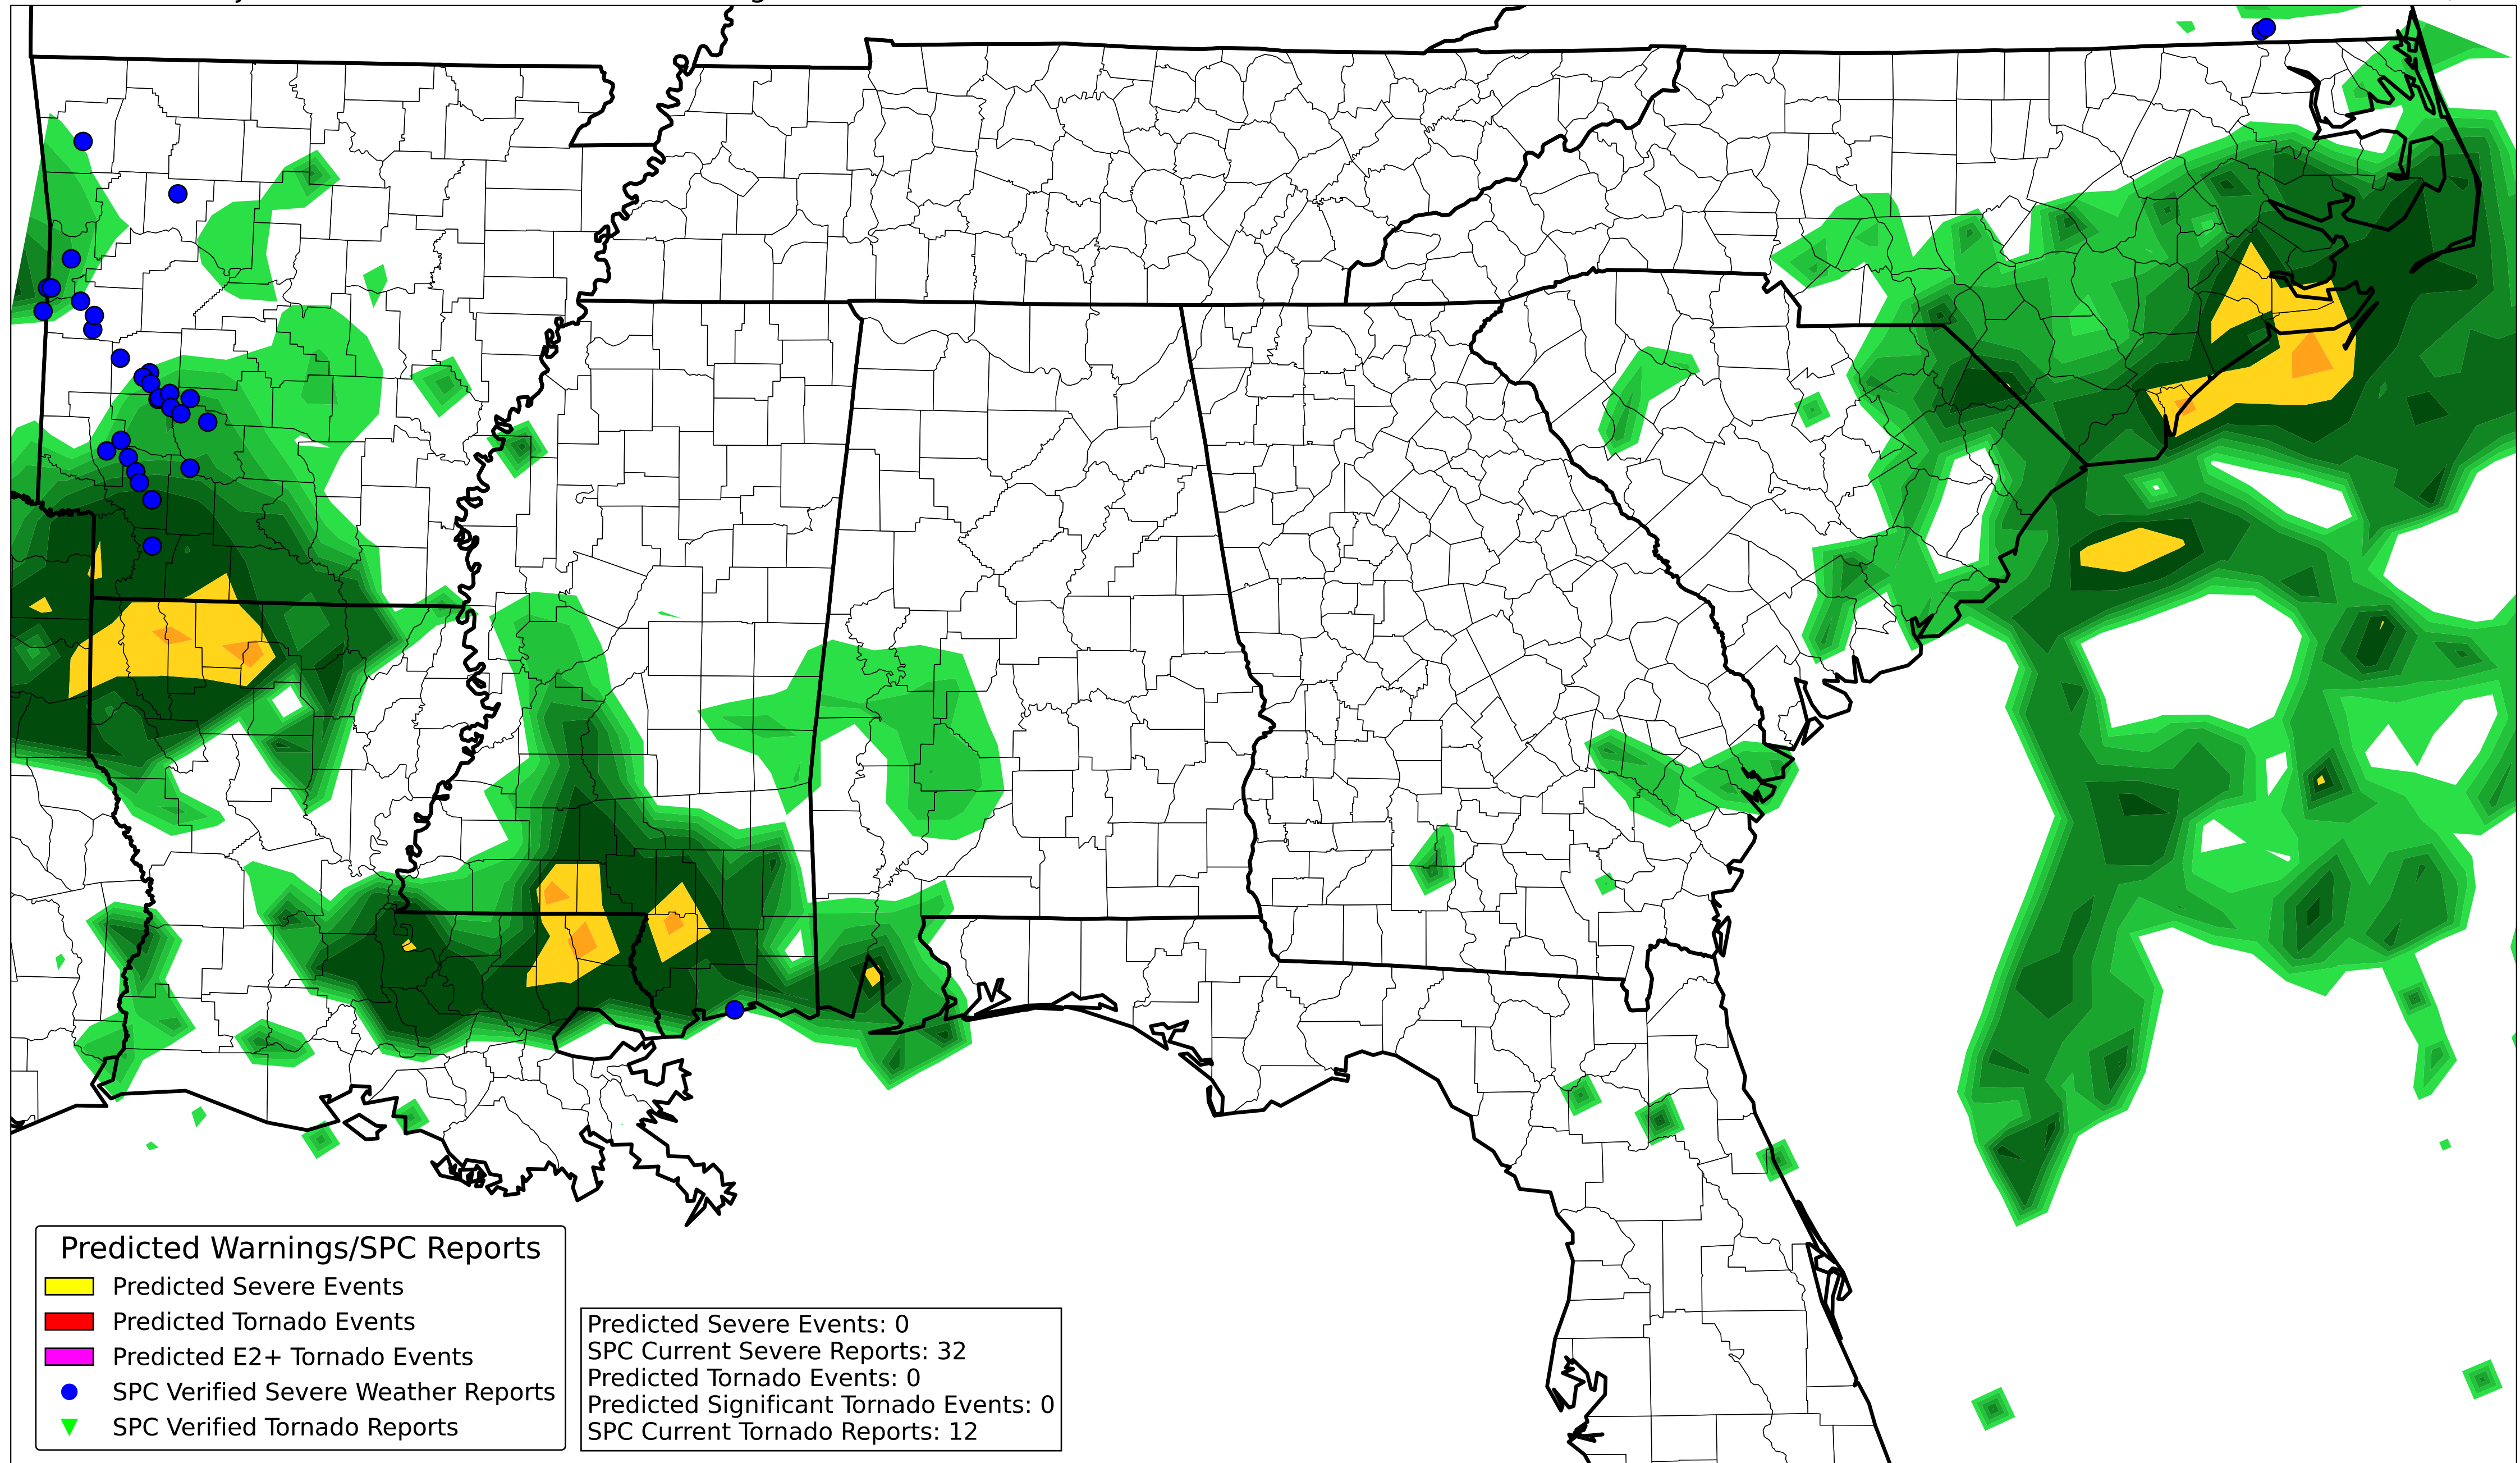 Predicted Warnings/SPC Reports
Predicted Severe Events
Predicted Tornado Events
Predicted E2+ Tornado Events
SPC Verified Severe Weather Reports
SPC Verified Tornado Reports
Predicted Severe Events: 0
SPC Current Severe Reports: 32
Predicted Tornado Events: 0
Predicted Significant Tornado Events: 0
SPC Current Tornado Reports: 12